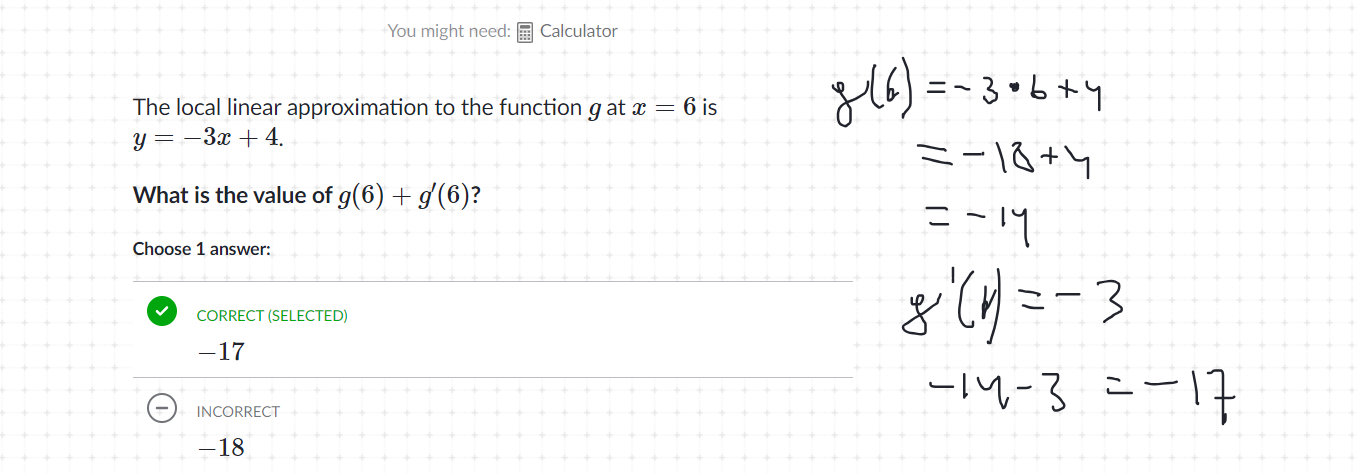 You might need: Calculator
The local linear approximation to the function g at x = 6 is
y = −3x + 4.
What is the value of g(6) + g′(6)?
Choose 1 answer:
CORRECT (SELECTED)
−17
INCORRECT
−18
g(6) = -3 • 6 + 4
= -18 + 4
= -14
g'(x) = -3
-14 - 3 = -17